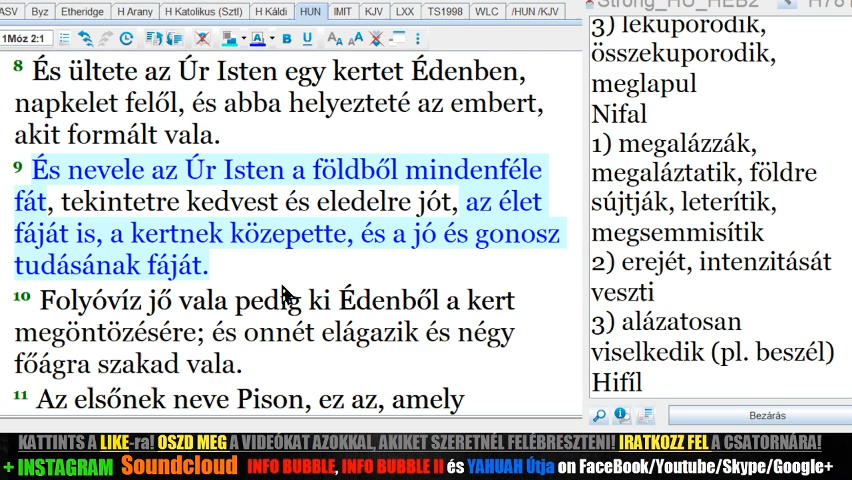 ASV Byz Etheridge H Arany H Katolikus (Sztl) H Káldi HUN IMIT KJV LXX TS1998 WLC /HUN /KJV
Strong_HU_HEB2
1Móz 2:1
B U
8 És ültete az Úr Isten egy kertet Édenben,
napkelet felől, és abba helyezteté az embert,
akit formált vala.
9 És nevele az Úr Isten a földből mindenféle
fát, tekintetre kedvest és eledelre jót, az élet
fáját is, a kertnek közepette, és a jó és gonosz
tudásának fáját.
10 Folyóvíz jő vala pedig ki Édenből a kert
megöntözésére; és onnét elágazik és négy
főágra szakad vala.
11 Az elsőnek neve Pison, ez az, amely
3) lekuporodik,
összekuporodik,
meglapul
Nifal
1) megalázzák,
megaláztatik, földre
sújtják, leterítik,
megsemmisítik
2) erejét, intenzitását
veszti
3) alázatosan
viselkedik (pl. beszél)
Hifíl
Bezárás
KATTINTS A LIKE-ra! OSZD MEG A VIDEÓKAT AZOKKAL, AKIKET SZERETNÉL FELÉBRESZTENI! IRATKOZZ FEL A CSATORNÁRA!
+ INSTAGRAM Soundcloud INFO BUBBLE, INFO BUBBLE II és YAHUAH Útja on FaceBook/Youtube/Skype/Google+